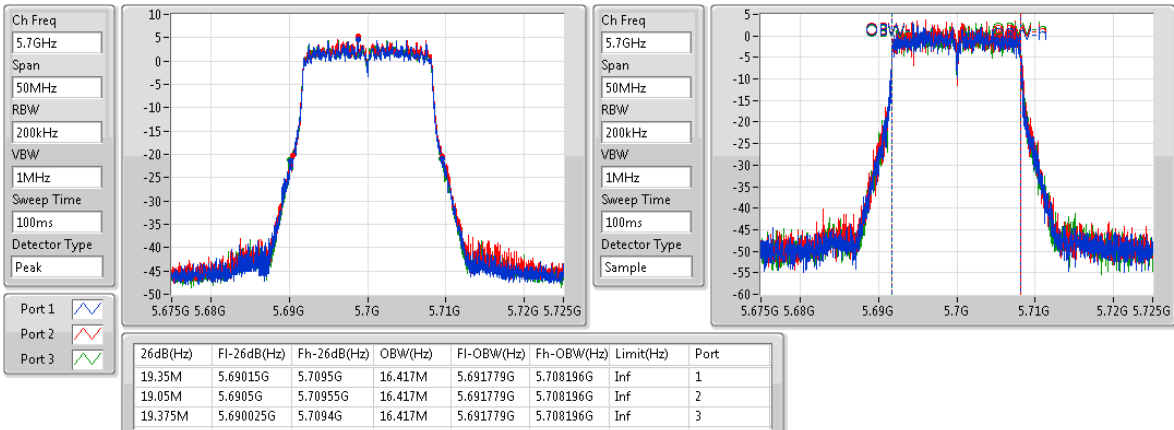 Ch Freq
5.7GHz
Span
50MHz
RBW
200kHz
VBW
1MHz
Sweep Time
100ms
Detector Type
Peak
Port 1
Port 2
Port 3
10
5
0
-5
-10
-15
-20
-25
-30
-35
-40
-45
-50
5.675G 5.68G 5.69G 5.7G 5.71G 5.72G 5.725G
Ch Freq
5.7GHz
Span
50MHz
RBW
200kHz
VBW
1MHz
Sweep Time
100ms
Detector Type
Sample
5
0
-5
-10
-15
-20
-25
-30
-35
-40
-45
-50
-55
-60
5.675G 5.68G 5.69G 5.7G 5.71G 5.72G 5.725G
26dB(Hz) Fl-26dB(Hz) Fh-26dB(Hz) OBW(Hz) Fl-OBW(Hz) Fh-OBW(Hz) Limit(Hz) Port
19.35M 5.69015G 5.7095G 16.417M 5.691779G 5.708196G Inf 1
19.05M 5.6905G 5.70955G 16.417M 5.691779G 5.708196G Inf 2
19.375M 5.690025G 5.7094G 16.417M 5.691779G 5.708196G Inf 3